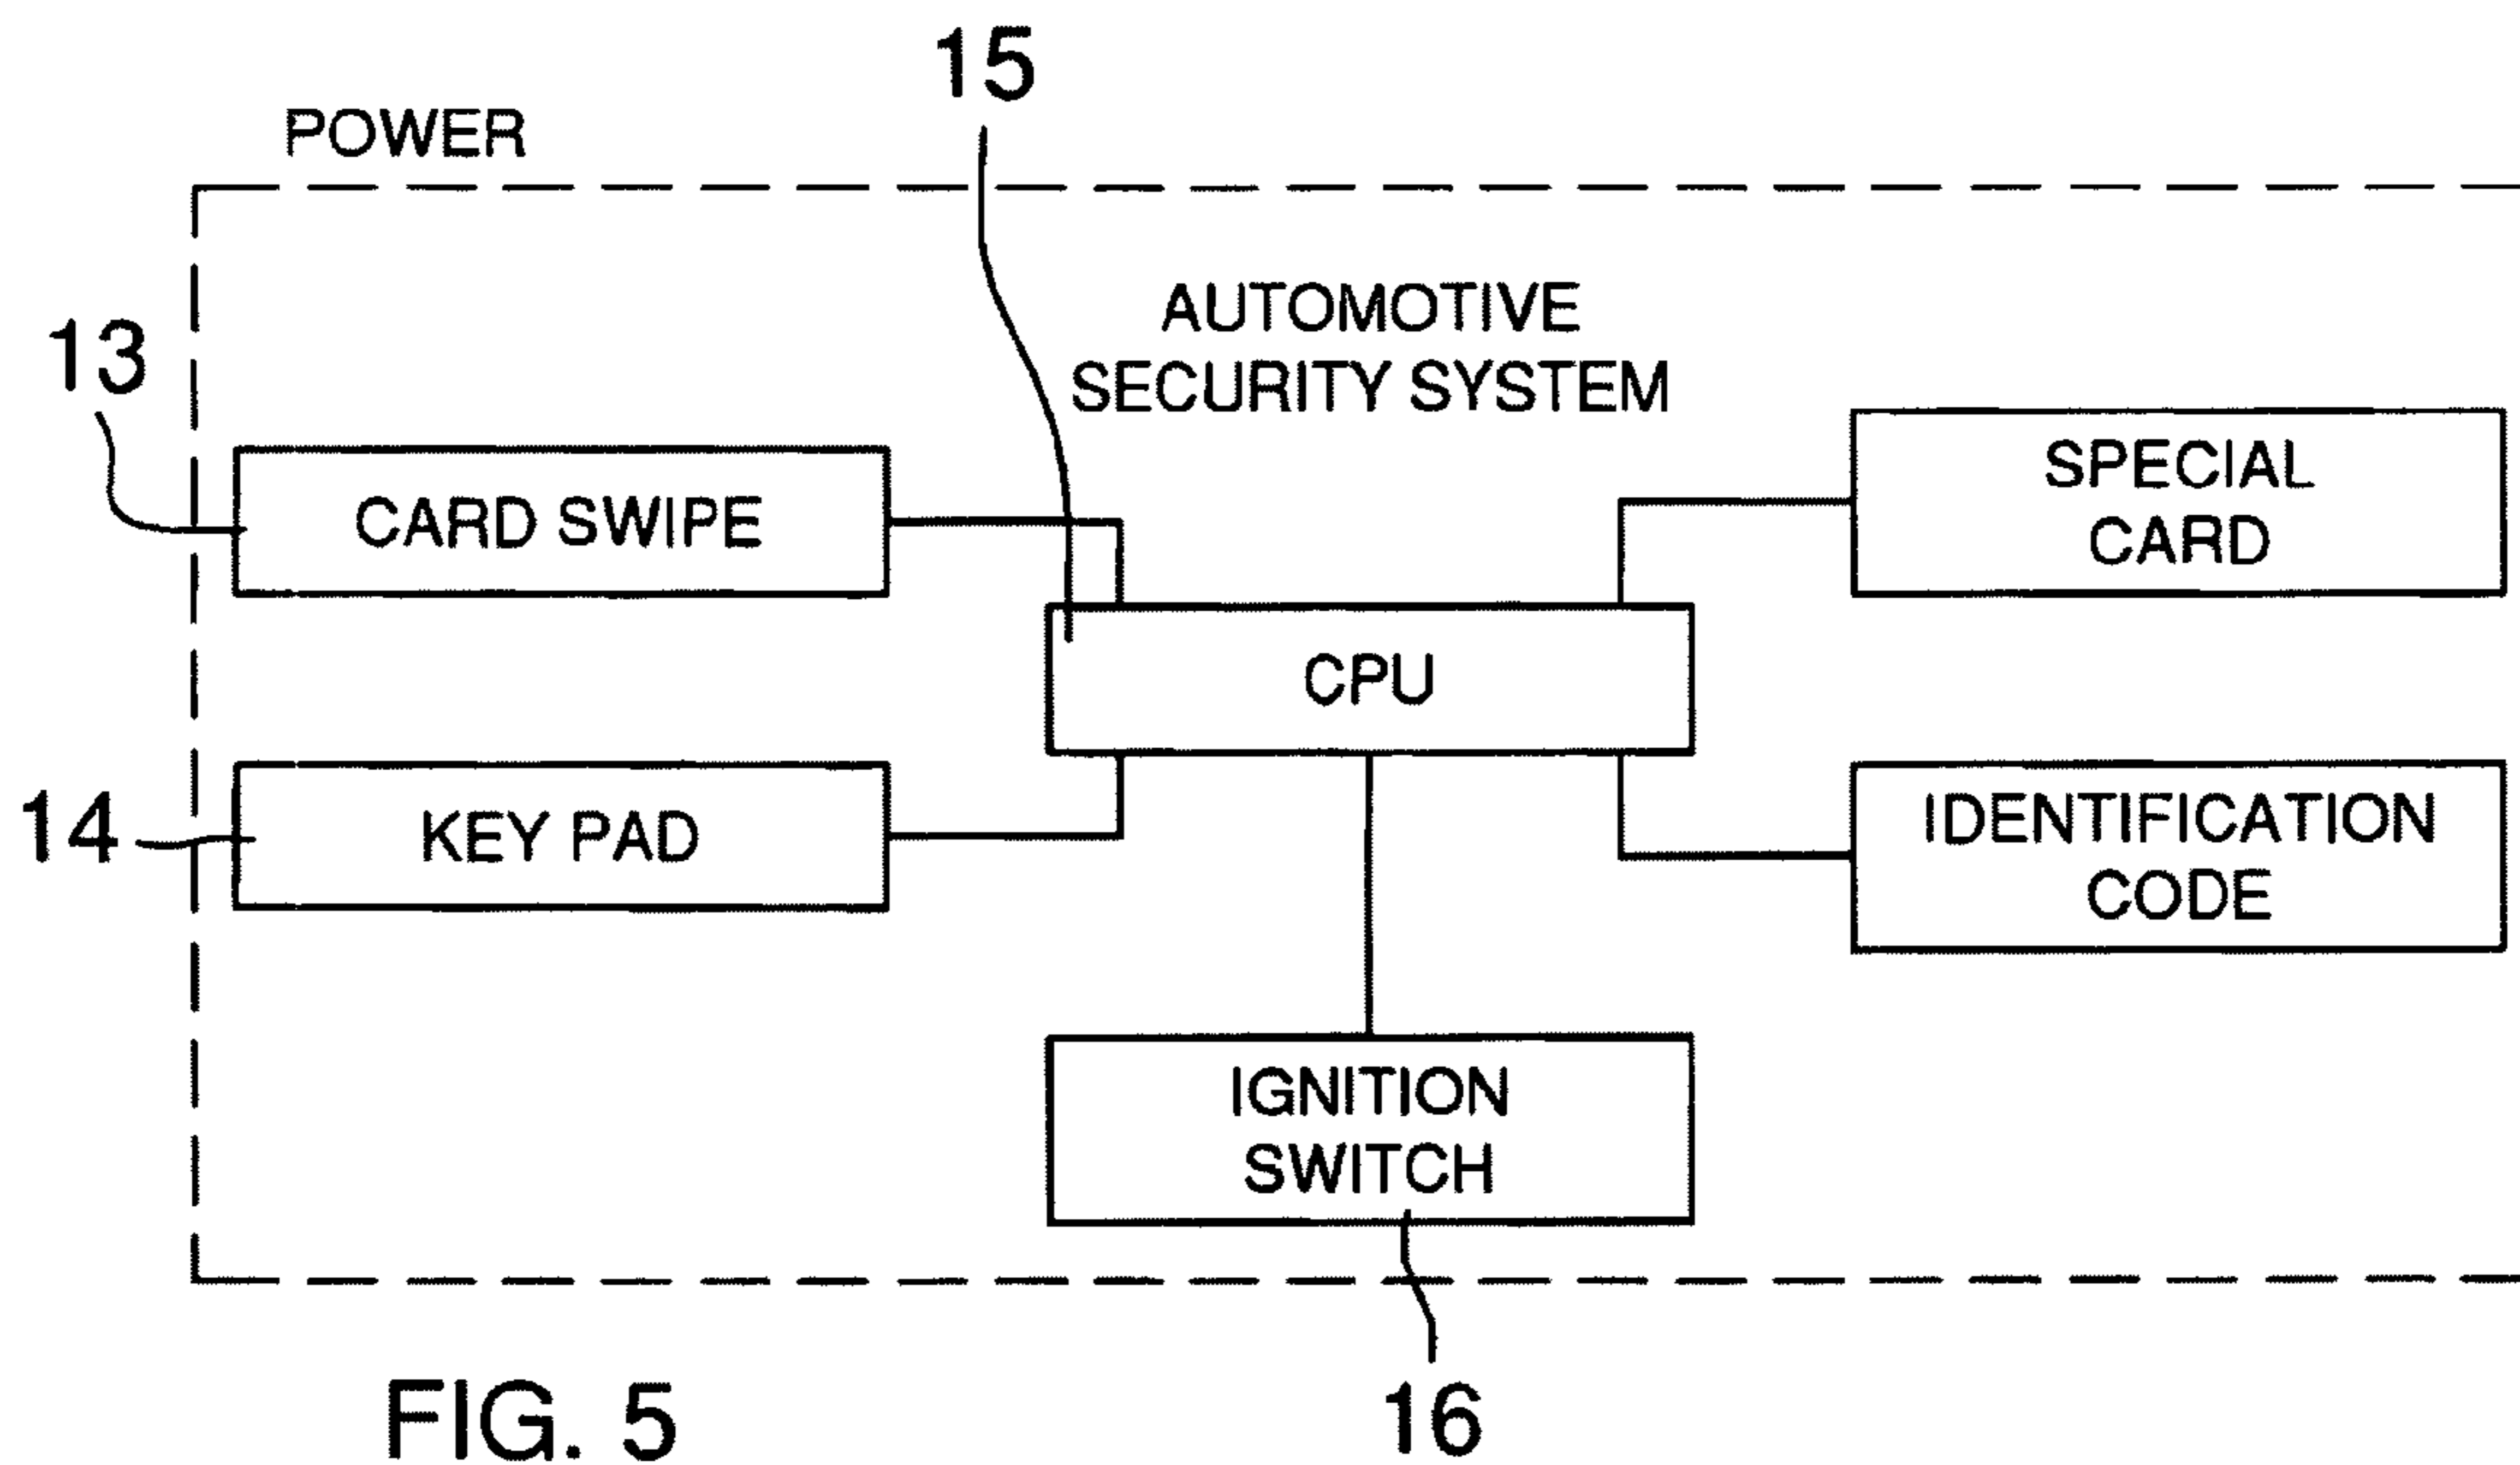 15
POWER
AUTOMOTIVE
SECURITY SYSTEM
13
CARD SWIPE
SPECIAL
CARD
CPU
14
KEY PAD
IDENTIFICATION
CODE
IGNITION
SWITCH
16
FIG. 5